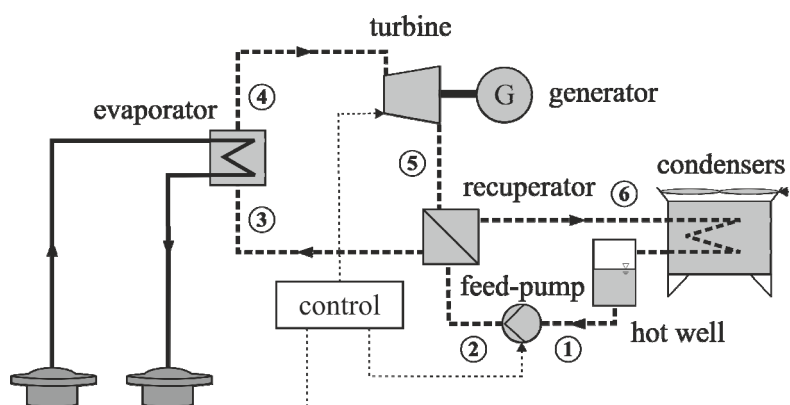 turbine
evaporator
④
G
generator
⑤
recuperator
⑥
condensers
③
control
feed-pump
②
①
hot well